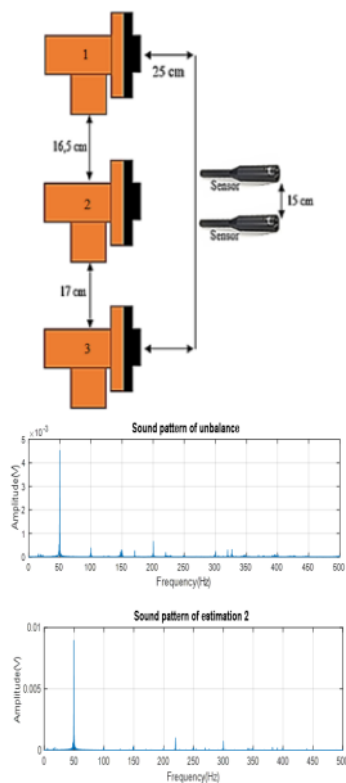 1
25 cm
16,5 cm
Sensor
2
15 cm
Sensor
17 cm
3
Sound pattern of unbalance
×10⁻³
5
4
3
2
1
0
Amplitude(V)
0 50 100 150 200 250 300 350 400 450 500
Frequency(Hz)
Sound pattern of estimation 2
0.01
0.005
0
Amplitude(V)
0 50 100 150 200 250 300 350 400 450 500
Frequency(Hz)